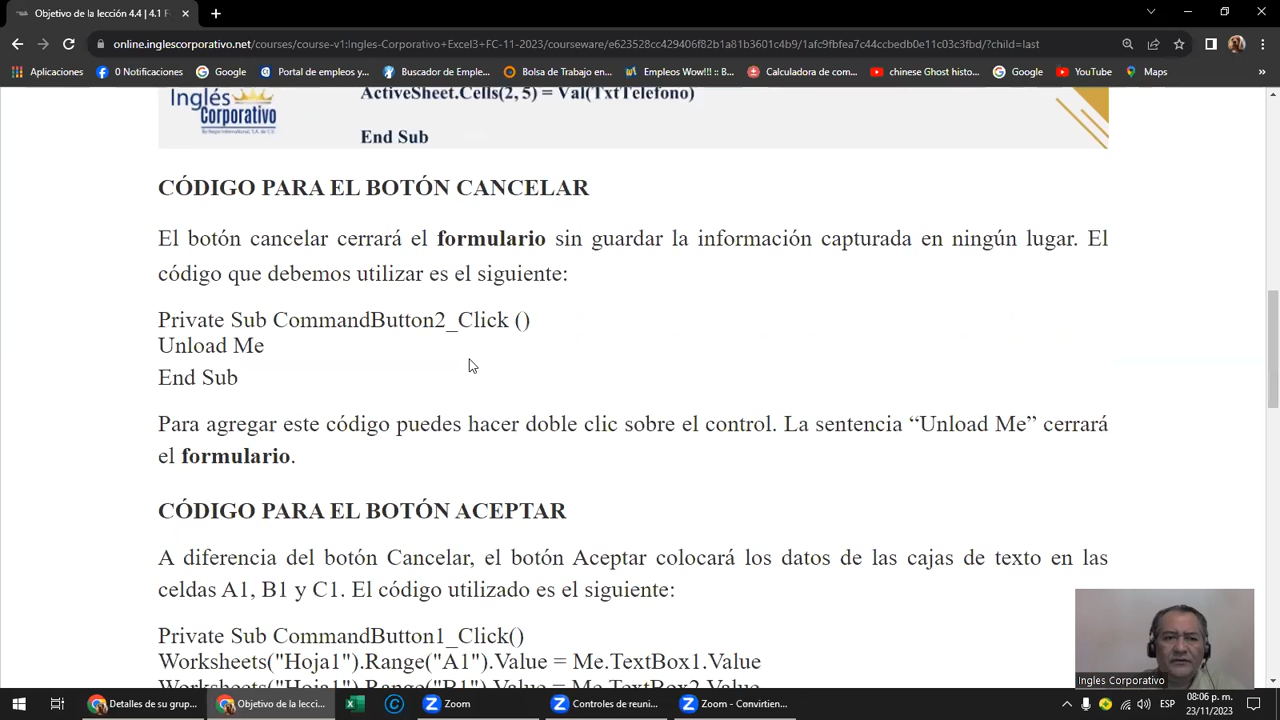 Objetivo de la lección 4.4 | 4.1 F
online.inglescorporativo.net/courses/course-v1:Ingles-Corporativo+Excel3+FC-11-2023/courseware/e623528cc429406f82b1a81b3601c4b9/1afc9fbfea7c44ccbedb0e11c03c3fbd/?child=last
Aplicaciones 0 Notificaciones Google Portal de empleos y... Buscador de Emple... Bolsa de Trabajo en... Empleos Wow!! :: B... Calculadora de com... chinese Ghost histo... Google YouTube Maps
Inglés
Corporativo
ActiveSheet.Cells(2, 5) = Val(TxtTelefono)
End Sub
CÓDIGO PARA EL BOTÓN CANCELAR
El botón cancelar cerrará el formulario sin guardar la información capturada en ningún lugar. El
código que debemos utilizar es el siguiente:
Private Sub CommandButton2_Click ()
Unload Me
End Sub
Para agregar este código puedes hacer doble clic sobre el control. La sentencia “Unload Me” cerrará
el formulario.
CÓDIGO PARA EL BOTÓN ACEPTAR
A diferencia del botón Cancelar, el botón Aceptar colocará los datos de las cajas de texto en las
celdas A1, B1 y C1. El código utilizado es el siguiente:
Private Sub CommandButton1_Click()
Worksheets("Hoja1").Range("A1").Value = Me.TextBox1.Value
Worksheets("Hoja1").Range("B1").Value = Me.TextBox2.Value
Ingles Corporativo
Detalles de su grup... Objetivo de la lecci... Zoom Controles de reuni... Zoom - Convirtien... ESP 08:06 p. m.
23/11/2023